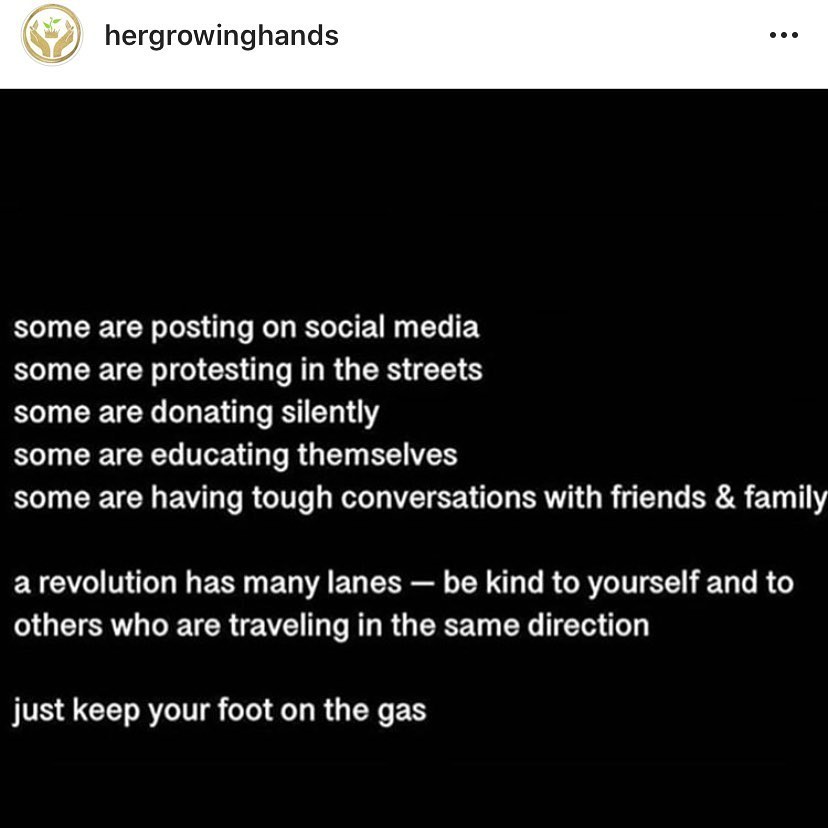 hergrowinghands
some are posting on social media
some are protesting in the streets
some are donating silently
some are educating themselves
some are having tough conversations with friends & family
a revolution has many lanes — be kind to yourself and to
others who are traveling in the same direction
just keep your foot on the gas